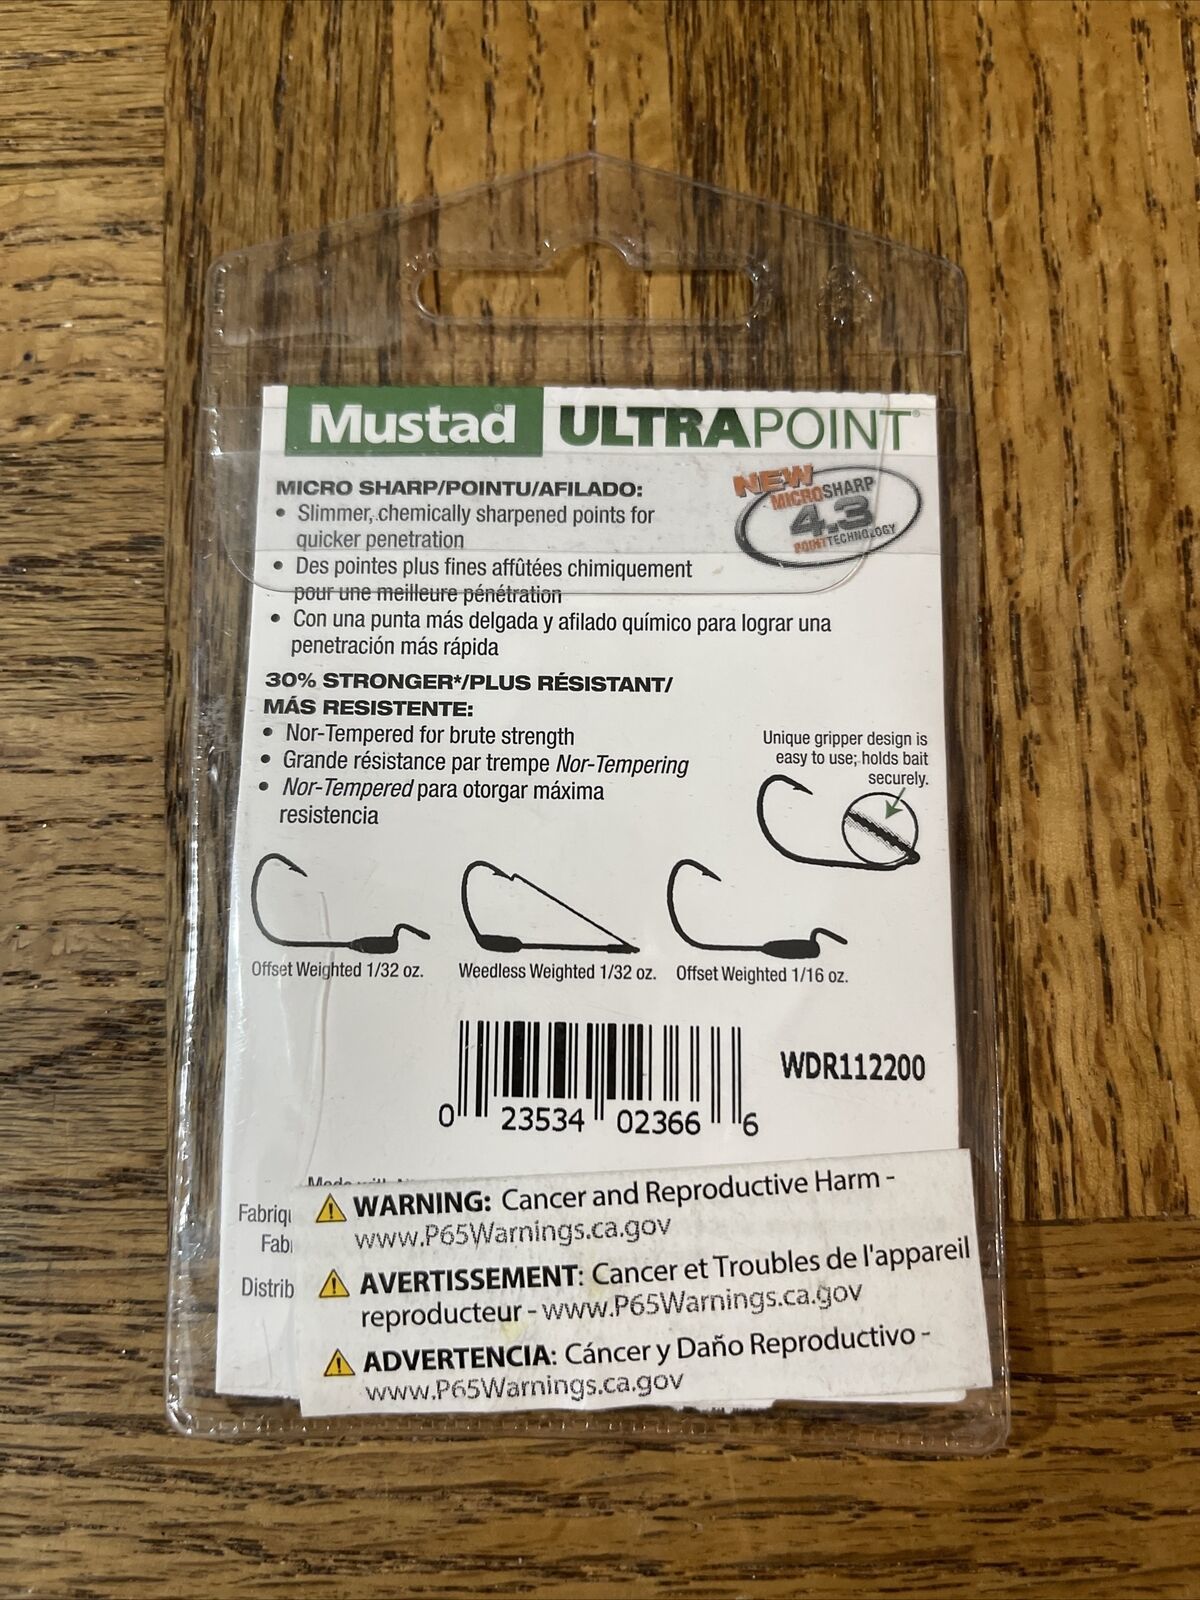 Mustad® ULTRAPOINT®
MICRO SHARP/POINTU/AFILADO:
• Slimmer, chemically sharpened points for
quicker penetration
• Des pointes plus fines affûtées chimiquement
pour une meilleure pénétration
• Con una punta más delgada y afilado químico para lograr una
penetración más rápida
NEW
MICROSHARP
4.3
POINTTECHNOLOGY
30% STRONGER*/PLUS RÉSISTANT/
MÁS RESISTENTE:
• Nor-Tempered for brute strength
• Grande résistance par trempe Nor-Tempering
• Nor-Tempered para otorgar máxima
resistencia
Unique gripper design is
easy to use; holds bait
securely.
Offset Weighted 1/32 oz.
Weedless Weighted 1/32 oz.
Offset Weighted 1/16 oz.
0 23534 02366 6
WDR112200
Fabriqu
Fabr
Distrib
WARNING: Cancer and Reproductive Harm -
www.P65Warnings.ca.gov
AVERTISSEMENT: Cancer et Troubles de l'appareil
reproducteur - www.P65Warnings.ca.gov
ADVERTENCIA: Cáncer y Daño Reproductivo -
www.P65Warnings.ca.gov